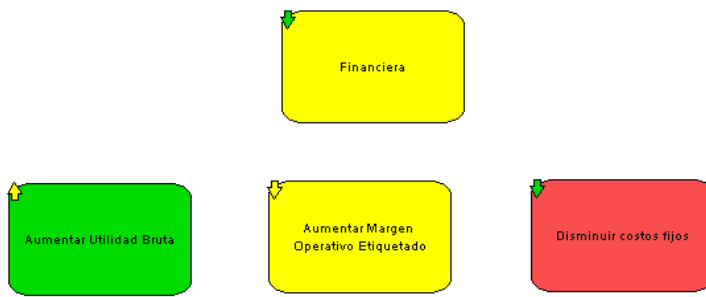 Financiera
Aumentar Utilidad Bruta
Aumentar Margen
Operativo Etiquetado
Disminuir costos fijos